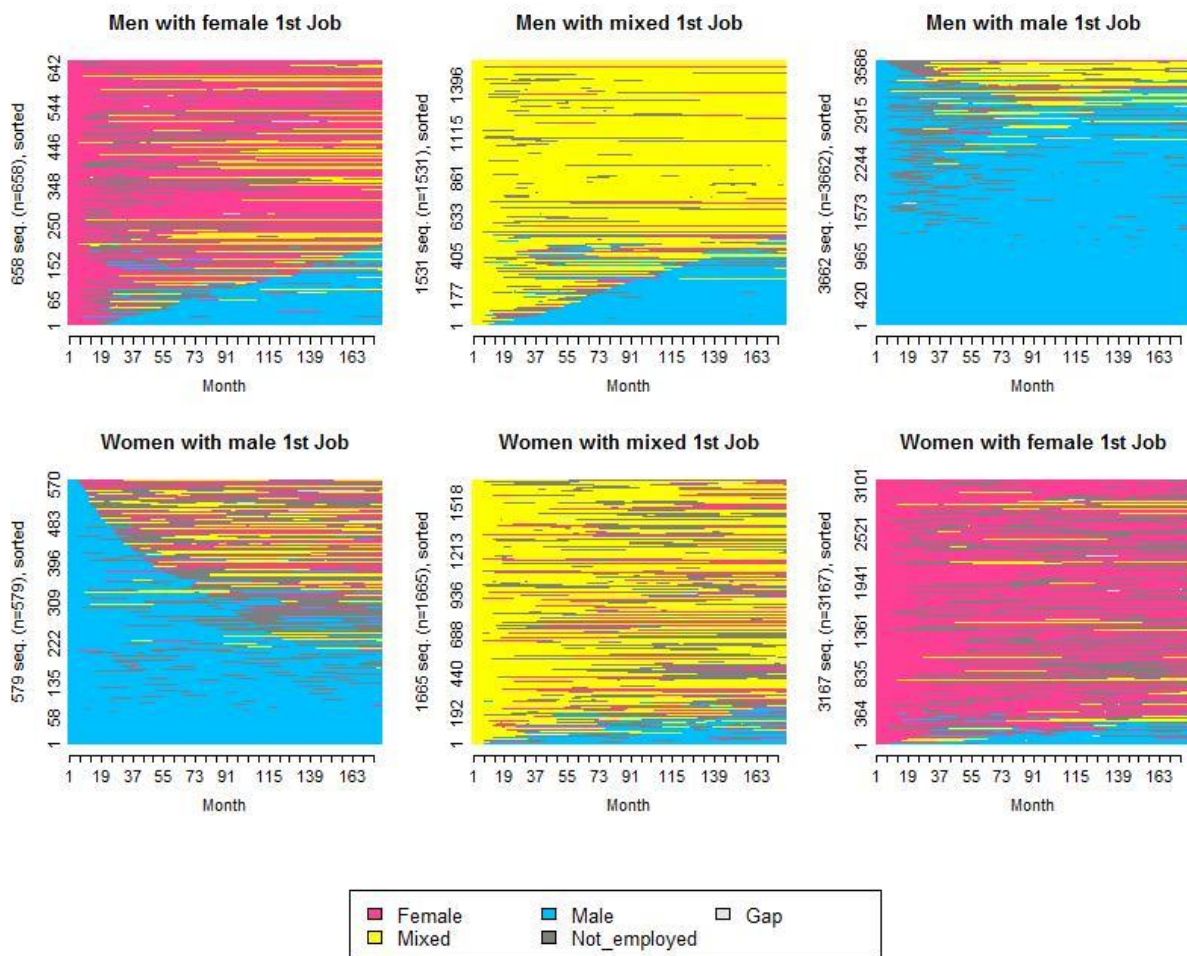 Men with female 1st Job
658 seq. (n=658), sorted
1 65 152 250 348 446 544 642
1 19 37 55 73 91 115 139 163
Month
Men with mixed 1st Job
1531 seq. (n=1531), sorted
1 177 405 633 861 1115 1396
1 19 37 55 73 91 115 139 163
Month
Men with male 1st Job
3662 seq. (n=3662), sorted
1 420 965 1573 2244 2915 3586
1 19 37 55 73 91 115 139 163
Month
Women with male 1st Job
579 seq. (n=579), sorted
1 58 135 222 309 396 483 570
1 19 37 55 73 91 115 139 163
Month
Women with mixed 1st Job
1665 seq. (n=1665), sorted
1 192 440 688 936 1213 1518
1 19 37 55 73 91 115 139 163
Month
Women with female 1st Job
3167 seq. (n=3167), sorted
1 364 835 1361 1941 2521 3101
1 19 37 55 73 91 115 139 163
Month
Female Male Gap
Mixed Not_employed